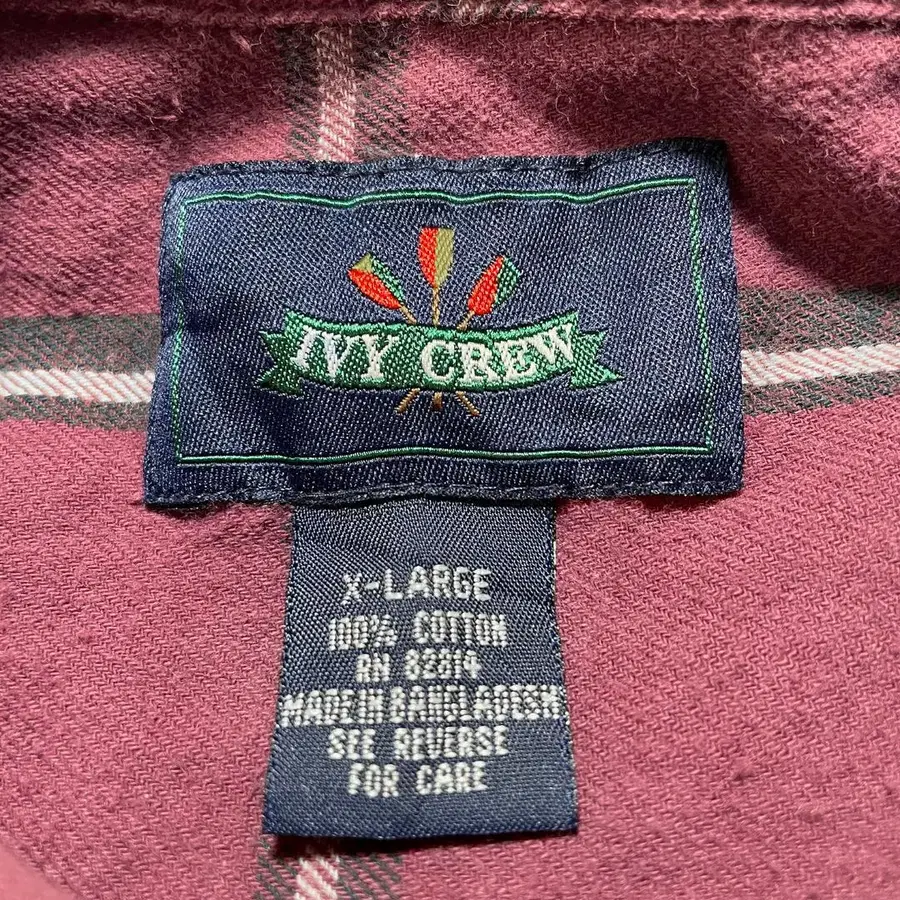 IVY CREW
X-LARGE
100% COTTON
RN 82814
MADE IN BANGLADESH
SEE REVERSE
FOR CARE